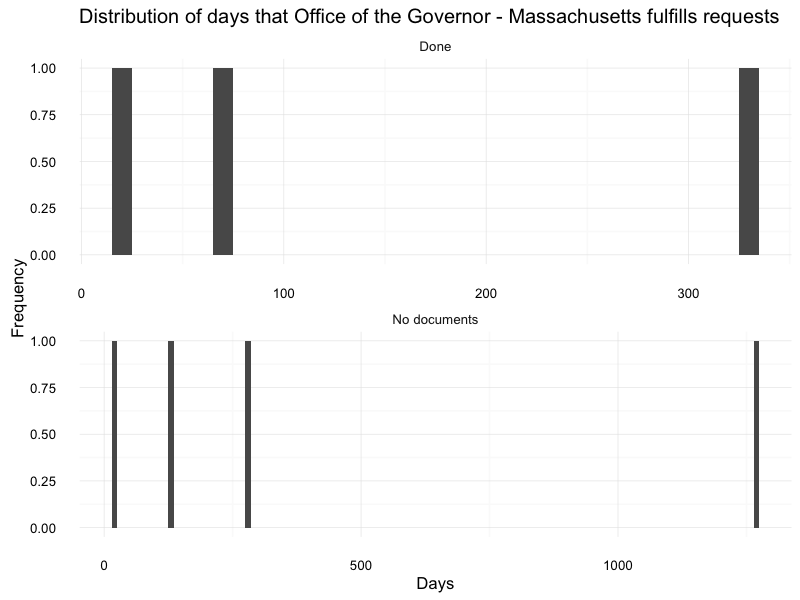 Distribution of days that Office of the Governor - Massachusetts fulfills requests
Done
1.00
0.75
0.50
0.25
0.00
0 100 200 300
Frequency
No documents
1.00
0.75
0.50
0.25
0.00
0 500 1000
Days